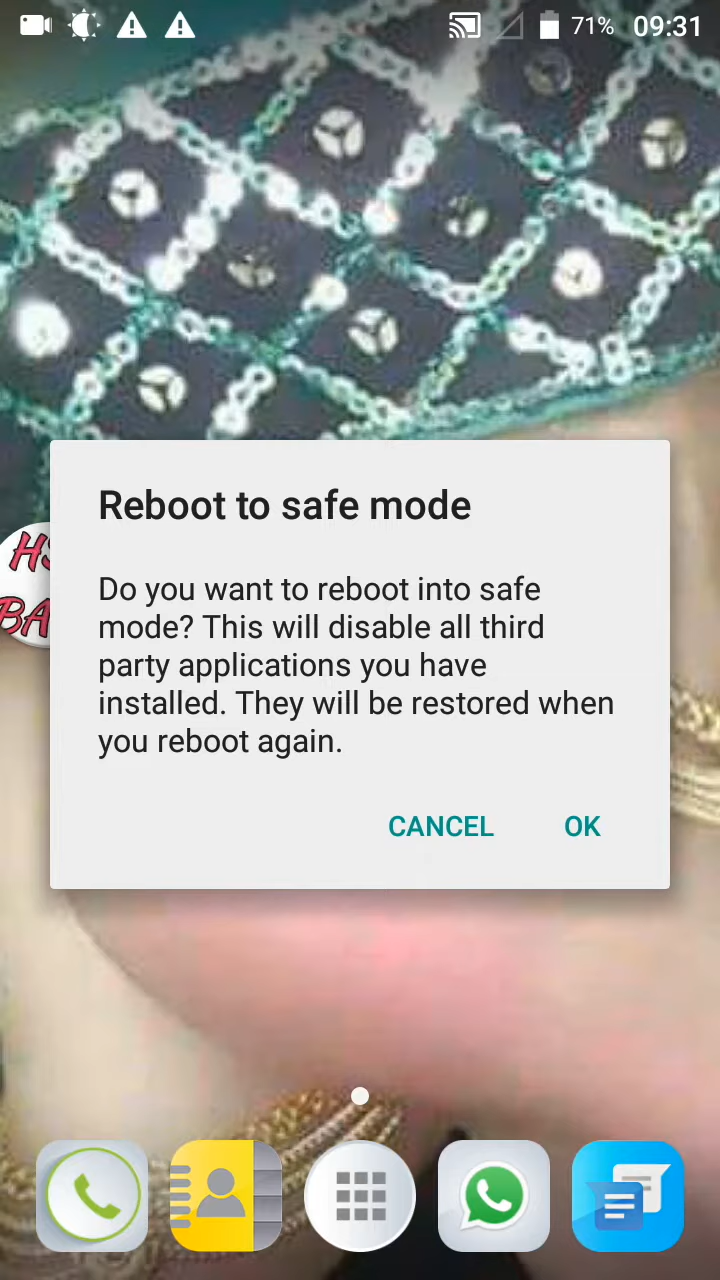 71% 09:31
Reboot to safe mode
Do you want to reboot into safe
mode? This will disable all third
party applications you have
installed. They will be restored when
you reboot again.
CANCEL OK